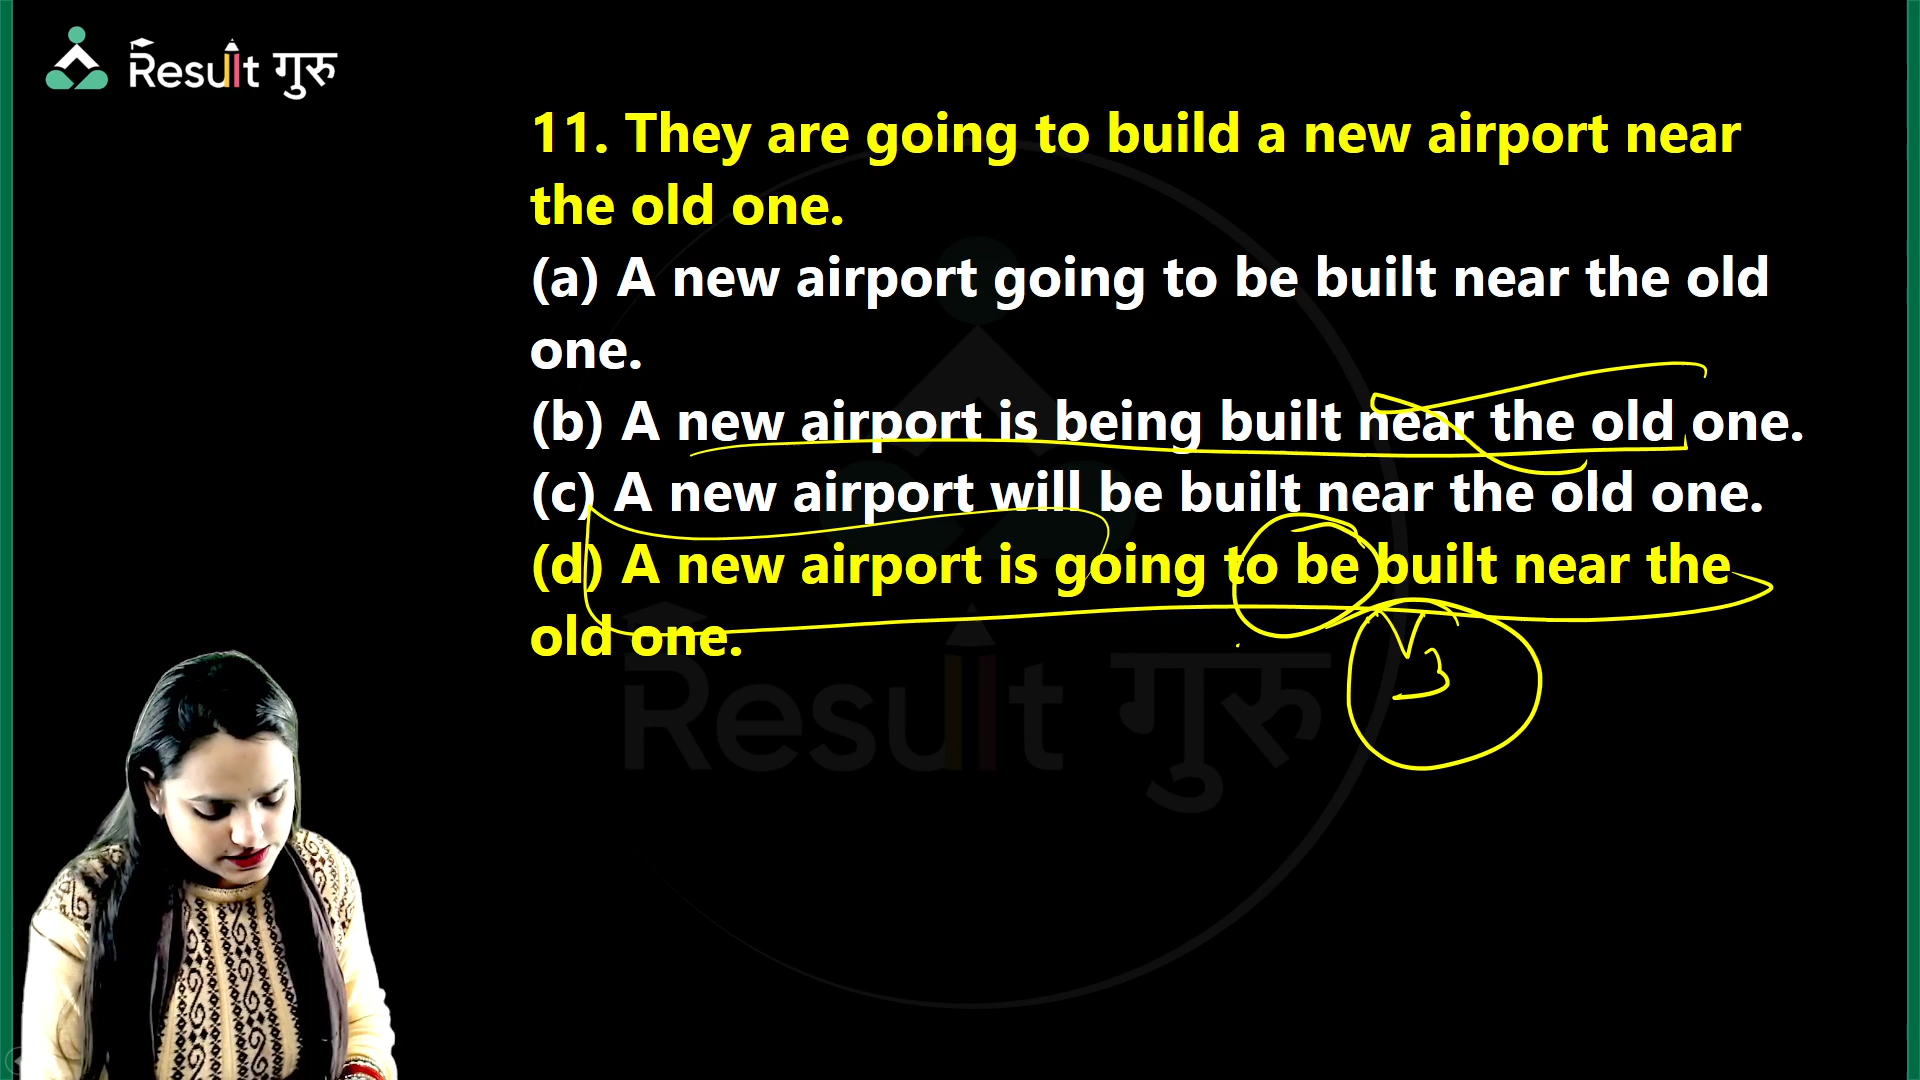 Result गुरु
11. They are going to build a new airport near
the old one.
(a) A new airport going to be built near the old
one.
(b) A new airport is being built near the old one.
(c) A new airport will be built near the old one.
(d) A new airport is going to be built near the
old one.
V3
Result गुरु